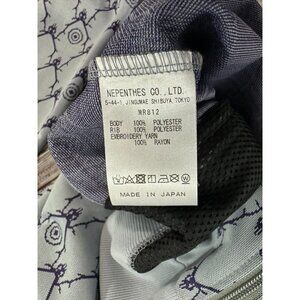 NEPENTHES CO., LTD.
5-44-1, JINGUMAE SHIBUYA TOKYO
MR812
BODY 100% POLYESTER
RIB 100% POLYESTER
EMBROIDERY YARN
100% RAYON
MADE IN JAPAN